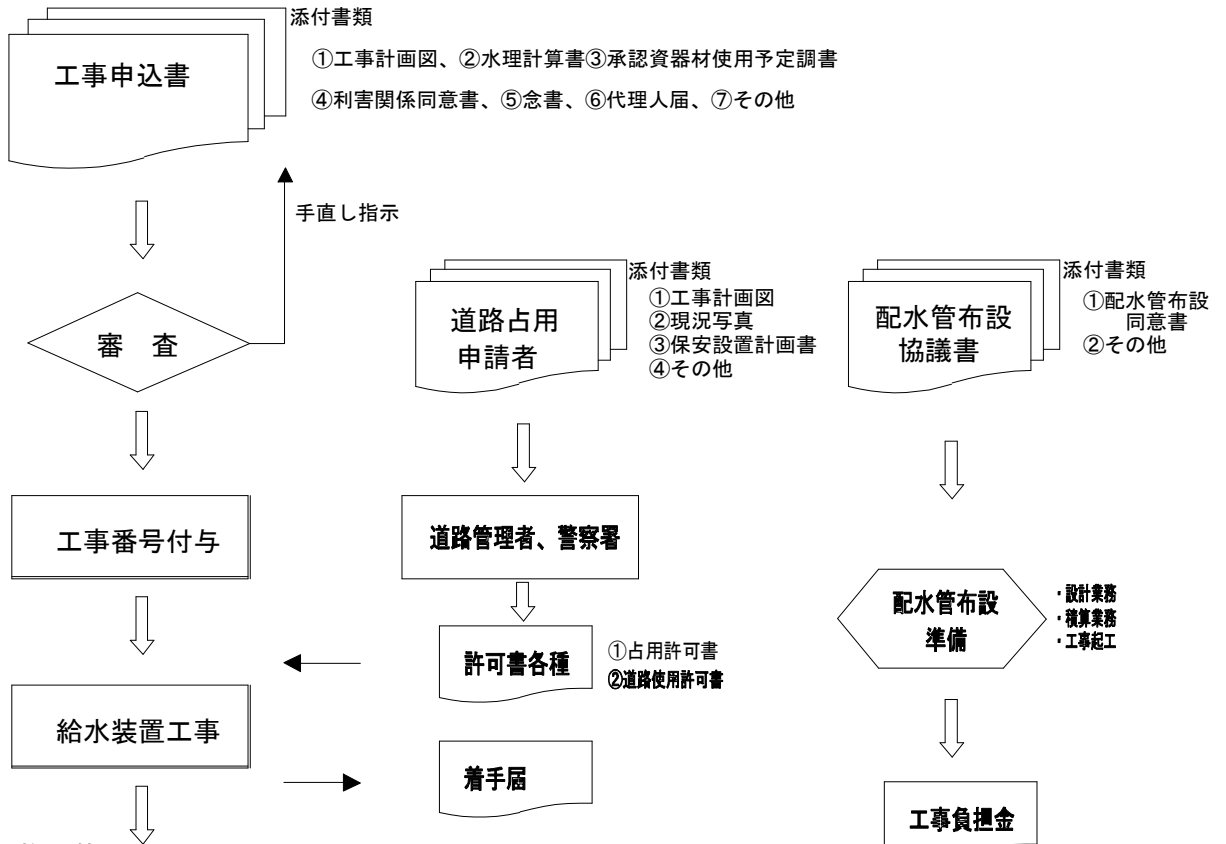 添付書類
工事申込書
①工事計画図、②水理計算書③承認資器材使用予定調書
④利害関係同意書、⑤念書、⑥代理人届、⑦その他
手直し指示
審　査
工事番号付与
給水装置工事
道路占用
申請者
添付書類
①工事計画図
②現況写真
③保安設置計画書
④その他
道路管理者、警察署
許可書各種
①占用許可書
②道路使用許可書
着手届
配水管布設
協議書
添付書類
①配水管布設
同意書
②その他
配水管布設
準備
・設計業務
・積算業務
・工事起工
工事負担金